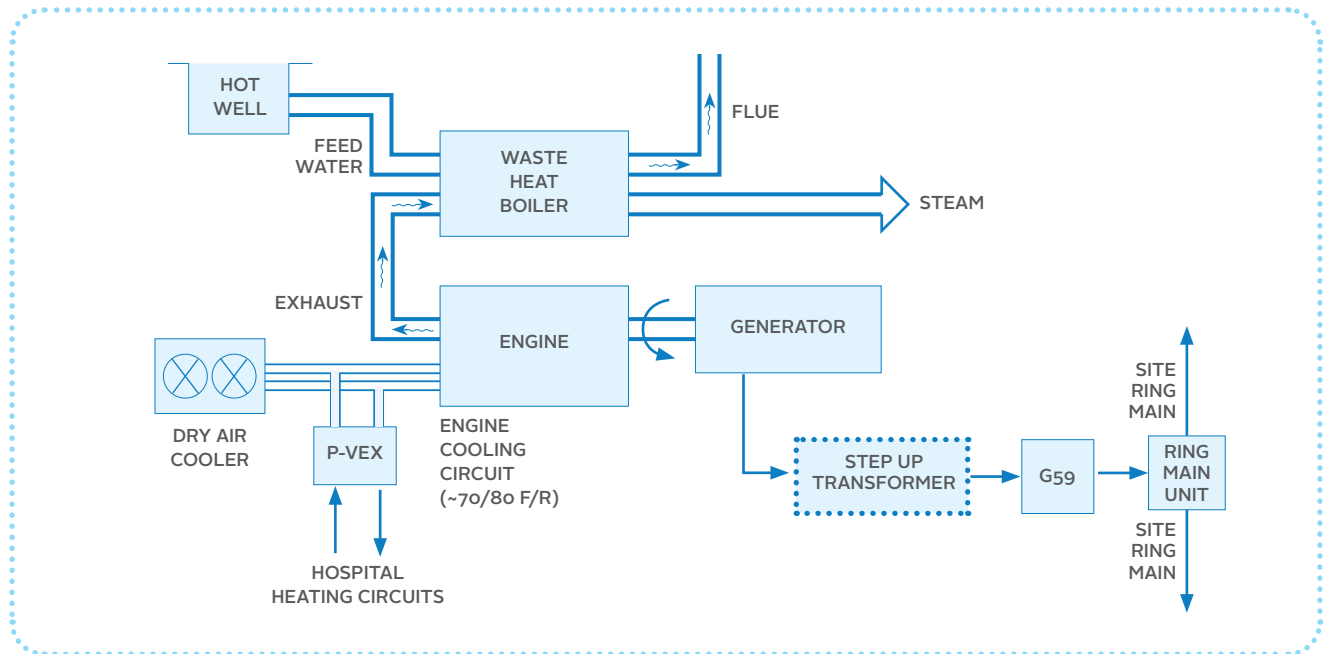 HOT
WELL
FEED
WATER
WASTE
HEAT
BOILER
FLUE
STEAM
EXHAUST
ENGINE
GENERATOR
DRY AIR
COOLER
P-VEX
ENGINE
COOLING
CIRCUIT
(~70/80 F/R)
HOSPITAL
HEATING CIRCUITS
STEP UP
TRANSFORMER
G59
SITE
RING
MAIN
RING
MAIN
UNIT
SITE
RING
MAIN